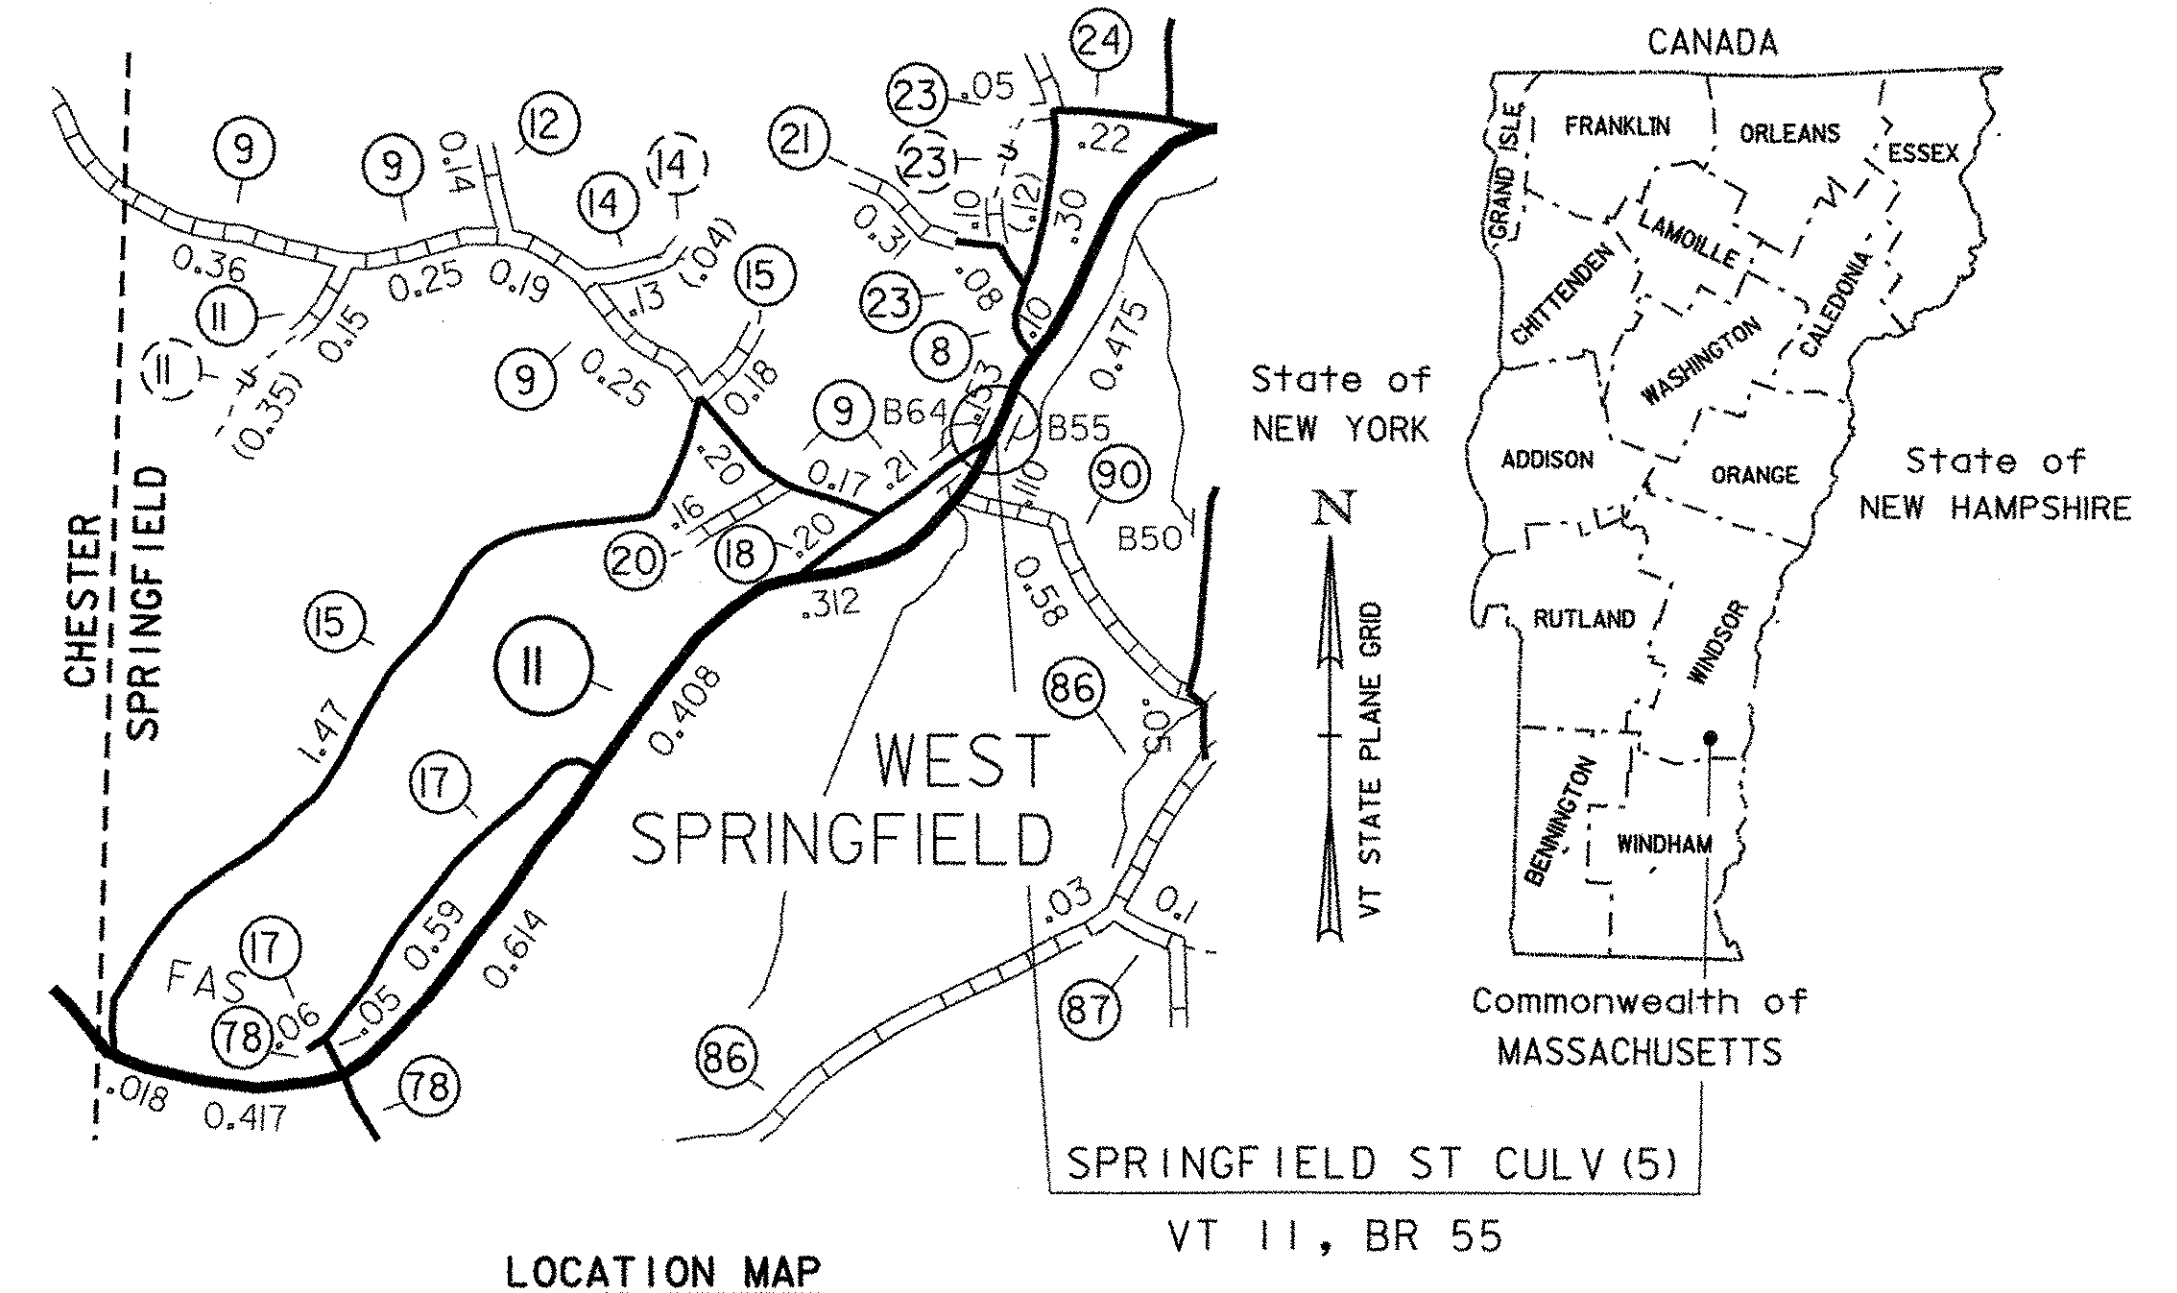 24
23
.05
CANADA
12
9
9
0.14
14
14
21
23
.22
FRANKLIN
ORLEANS
ESSEX
GRAND ISLE
.10
(.12)
.30
0.31
.08
0.36
0.25
0.19
.13
(.04)
15
23
8
.10
0.475
LAMOILLE
CHITTENDEN
CALEDONIA
WASHINGTON
11
11
0.15
(0.35)
9
0.25
0.18
9
B64
.153
B55
State of
NEW YORK
ADDISON
ORANGE
State of
NEW HAMPSHIRE
.20
0.17
.21
.110
90
B50
N
.16
20
18
.20
.312
0.58
CHESTER
SPRINGFIELD
15
11
0.408
1.47
86
.05
VT STATE PLANE GRID
RUTLAND
WINDSOR
17
WEST
SPRINGFIELD
BENNINGTON
WINDHAM
0.59
0.614
.03
0.1
FAS
17
78
.06
.05
78
86
87
.018
0.417
Commonwealth of
MASSACHUSETTS
SPRINGFIELD ST CULV (5)
VT 11, BR 55
LOCATION MAP